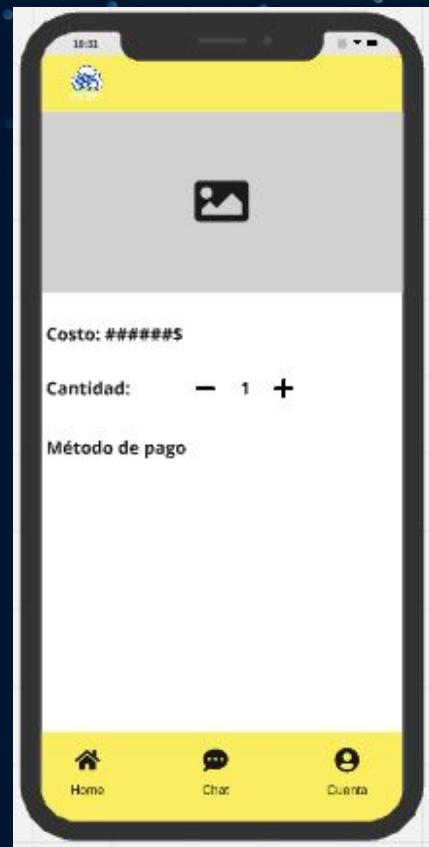 10:31
Costo: ######$
Cantidad: 1
Método de pago
Home Chat Cuenta